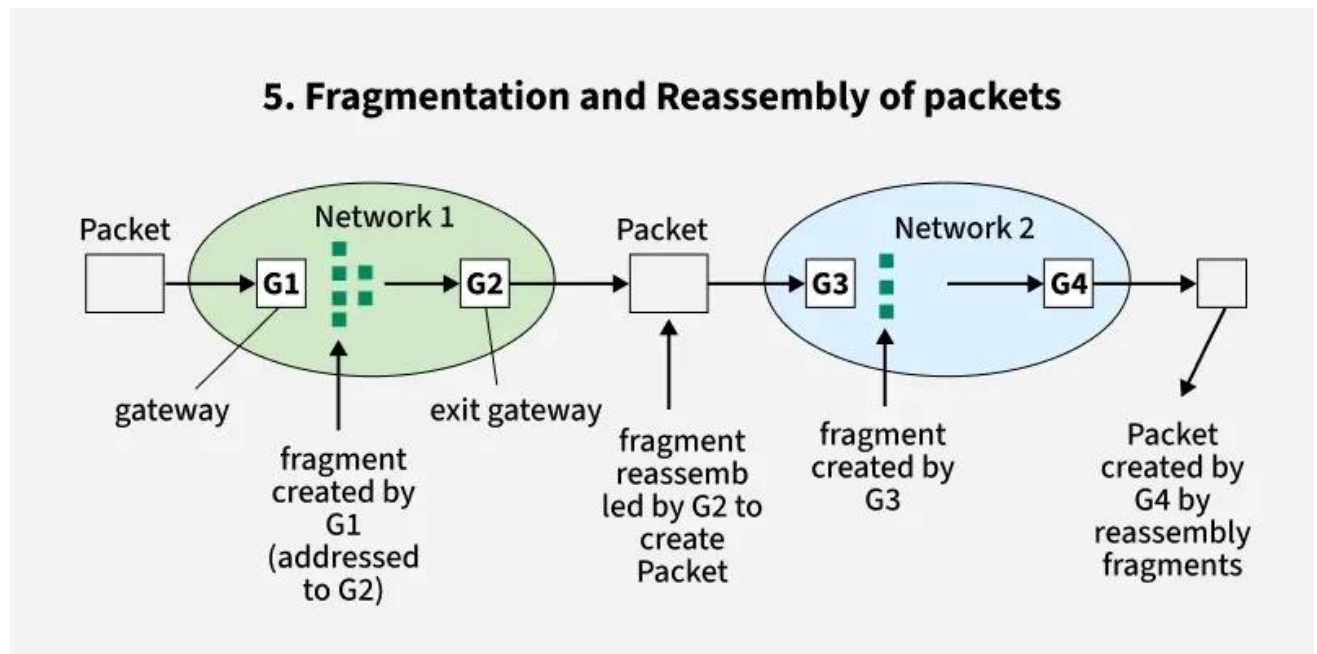 5. Fragmentation and Reassembly of packets
Packet
Network 1
G1
G2
gateway
fragment
created by
G1
(addressed
to G2)
exit gateway
Packet
fragment
reassemb
led by G2 to
create
Packet
Network 2
G3
G4
fragment
created by
G3
Packet
created by
G4 by
reassembly
fragments